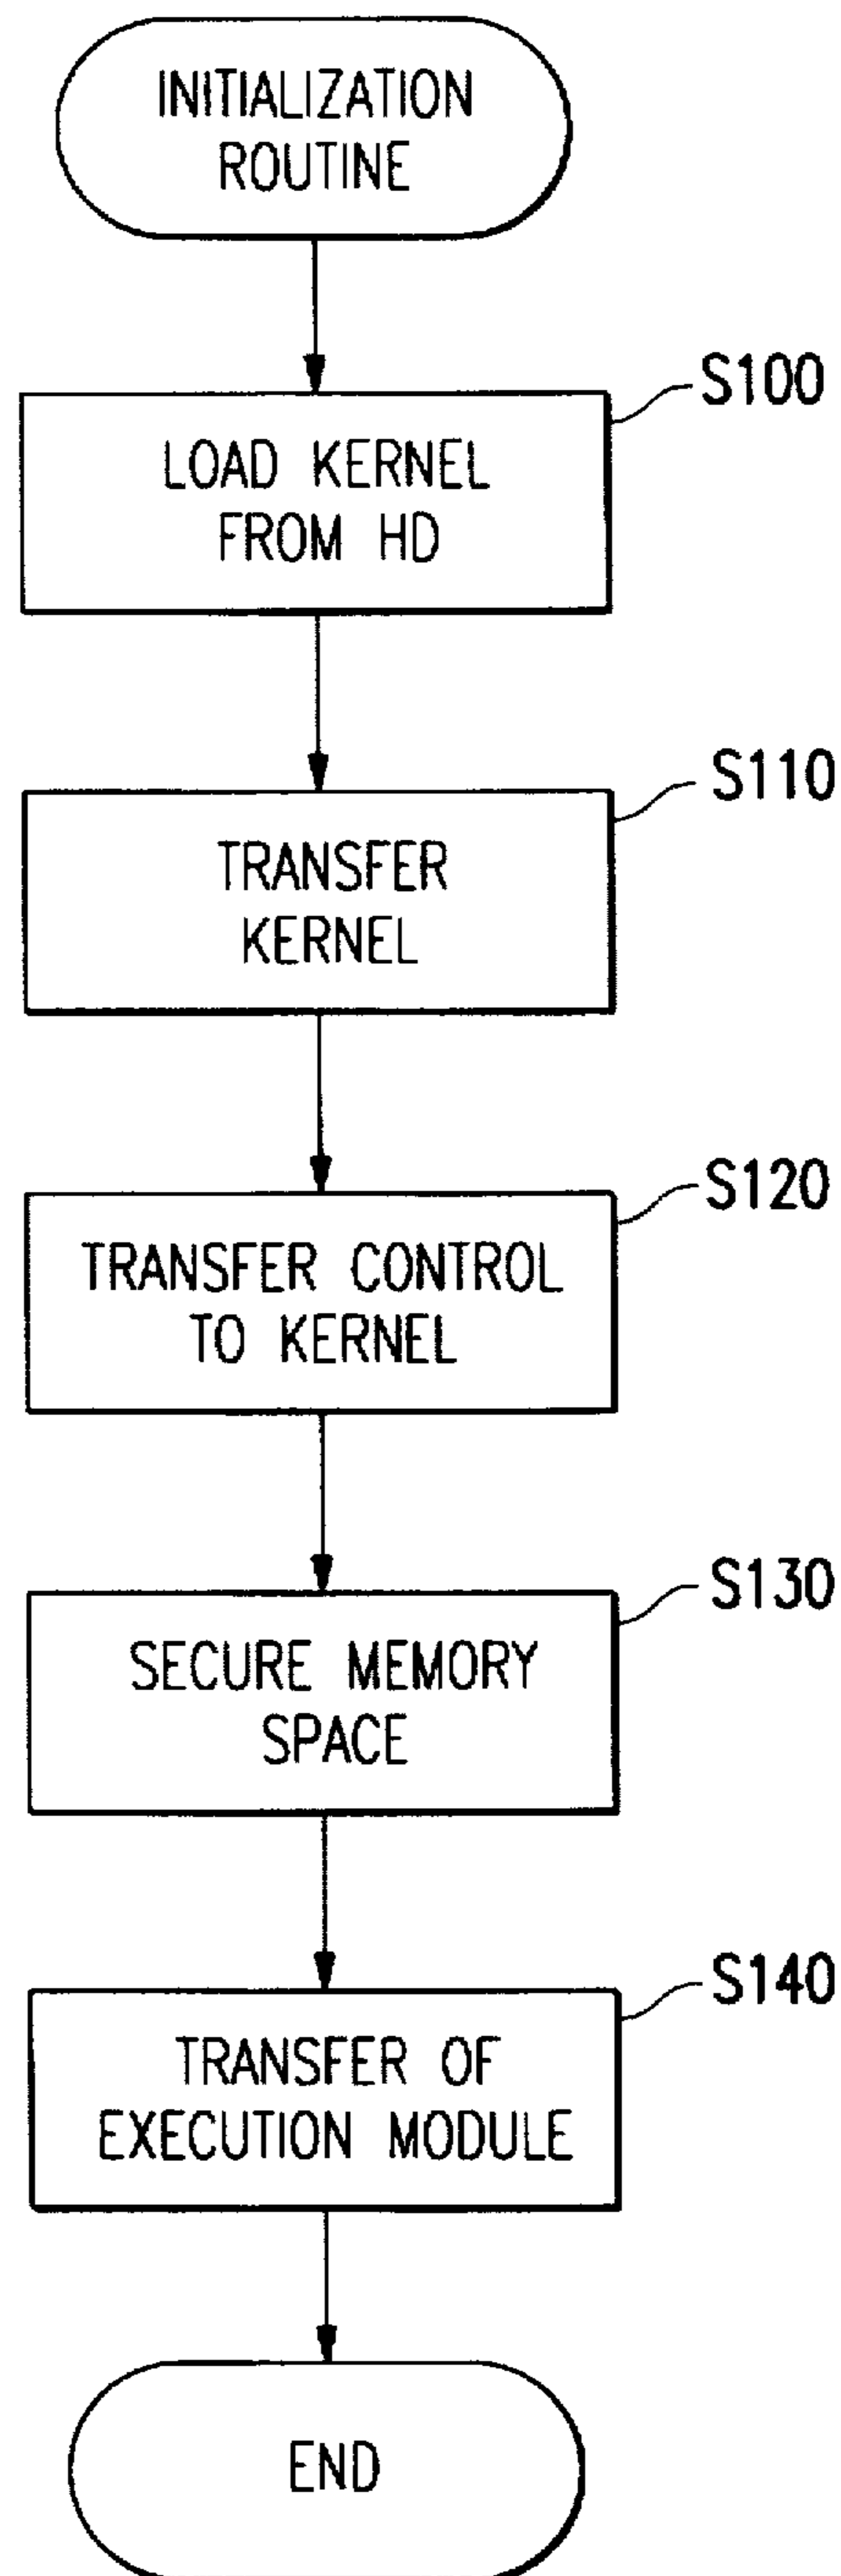 INITIALIZATION
ROUTINE
S100
LOAD KERNEL
FROM HD
S110
TRANSFER
KERNEL
S120
TRANSFER CONTROL
TO KERNEL
S130
SECURE MEMORY
SPACE
S140
TRANSFER OF
EXECUTION MODULE
END